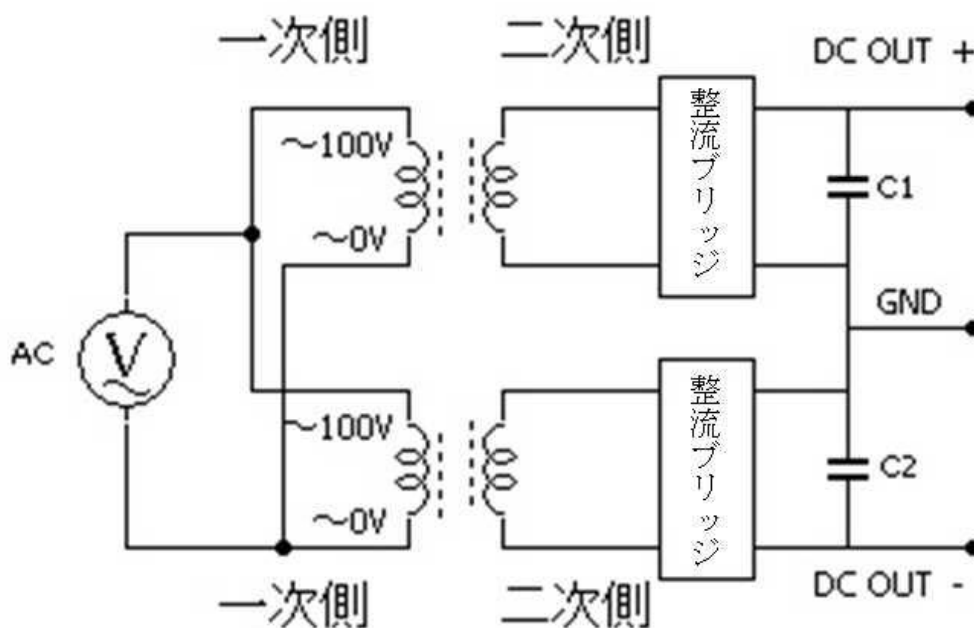 一次側
二次側
DC OUT +
～100V
整流ブリッジ
C1
～0V
GND
AC
V
～100V
整流ブリッジ
C2
～0V
DC OUT -
一次側
二次側